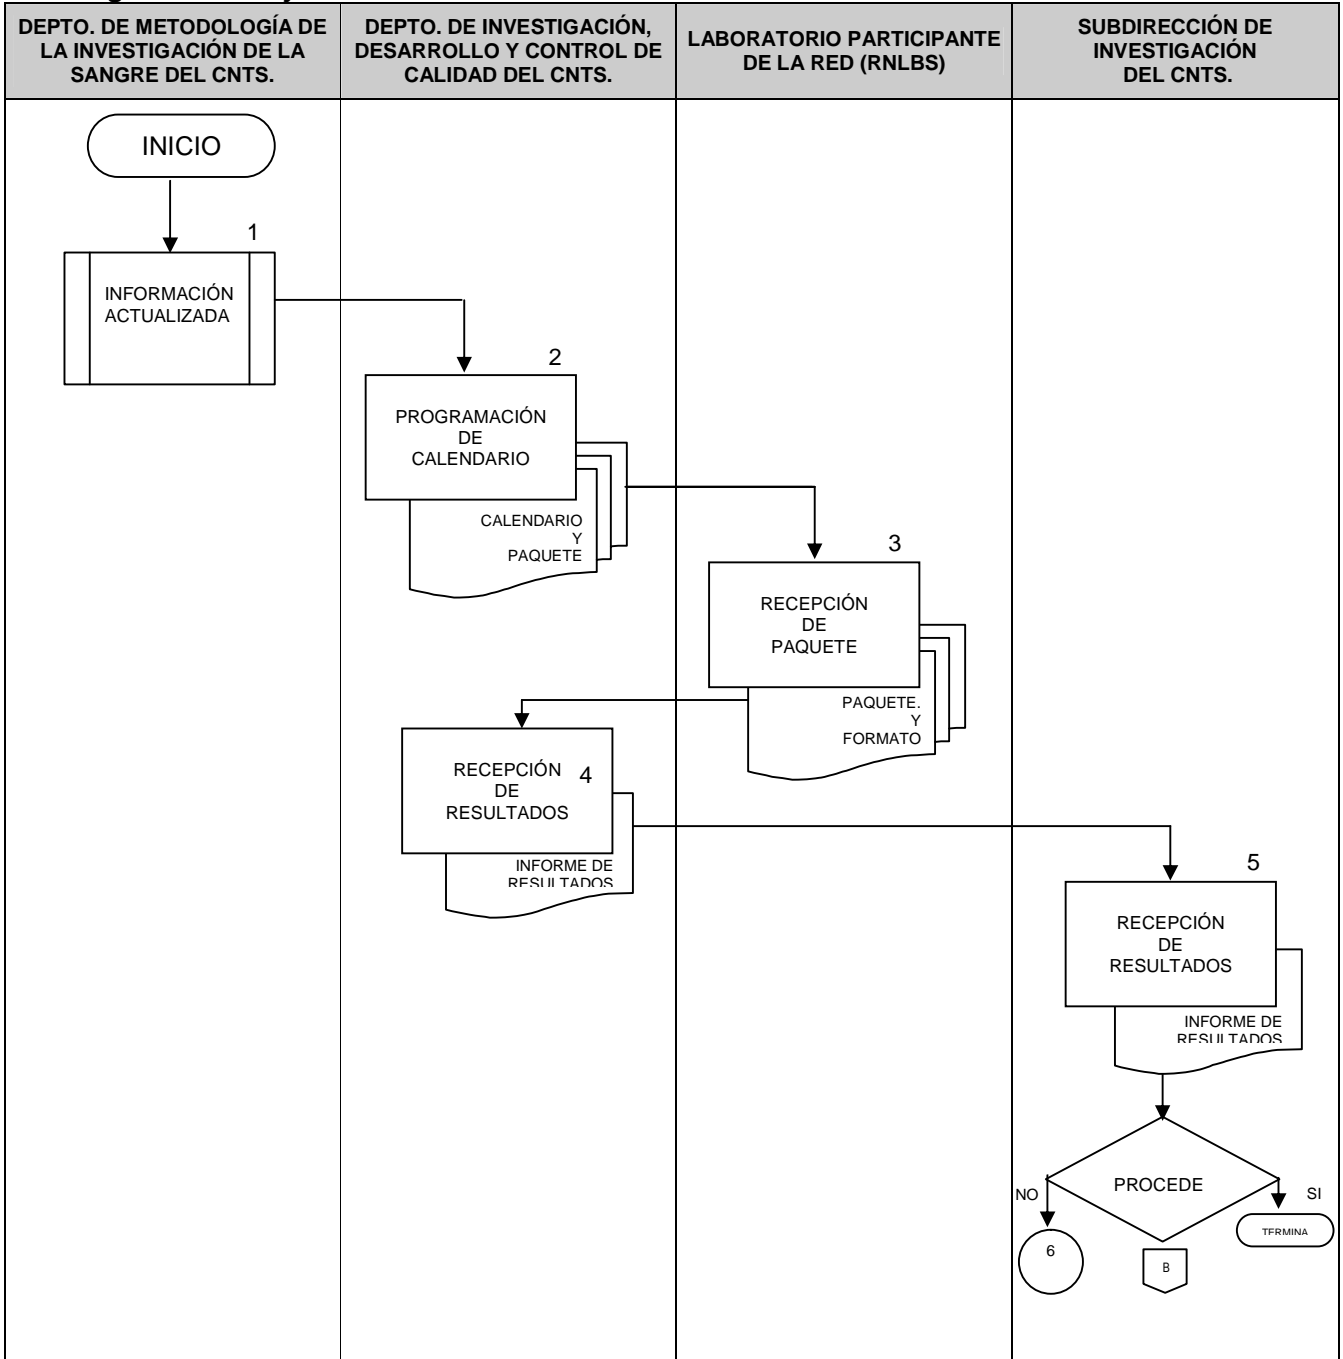 DEPTO. DE METODOLOGÍA DE
LA INVESTIGACIÓN DE LA
SANGRE DEL CNTS.
DEPTO. DE INVESTIGACIÓN,
DESARROLLO Y CONTROL DE
CALIDAD DEL CNTS.
LABORATORIO PARTICIPANTE
DE LA RED (RNLBS)
SUBDIRECCIÓN DE
INVESTIGACIÓN
DEL CNTS.
INICIO
1
INFORMACIÓN
ACTUALIZADA
2
PROGRAMACIÓN
DE
CALENDARIO
CALENDARIO
Y
PAQUETE
3
RECEPCIÓN
DE
PAQUETE
PAQUETE.
Y
FORMATO
4
RECEPCIÓN
DE
RESULTADOS
INFORME DE
RESULTADOS
5
RECEPCIÓN
DE
RESULTADOS
INFORME DE
RESULTADOS
PROCEDE
NO
SI
6
TERMINA
B